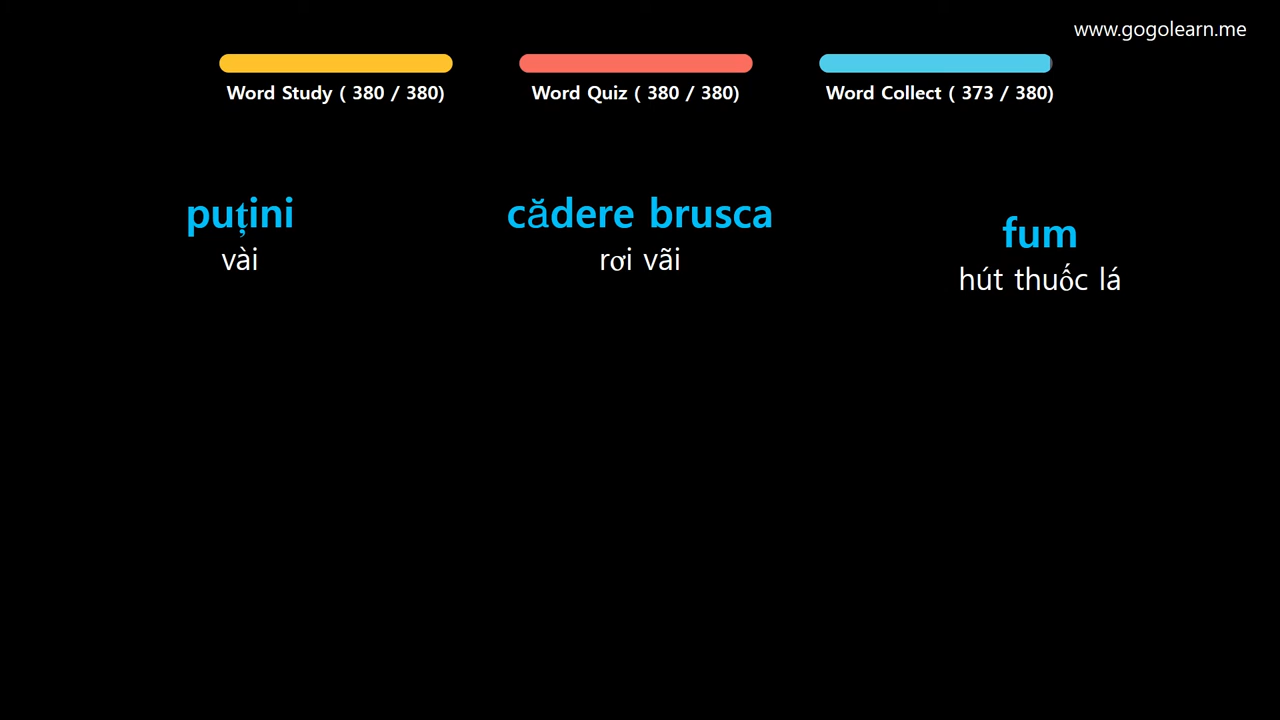 www.gogolearn.me
Word Study ( 380 / 380)
Word Quiz ( 380 / 380)
Word Collect ( 373 / 380)
puțini
vài
cădere brusca
rơi vãi
fum
hút thuốc lá